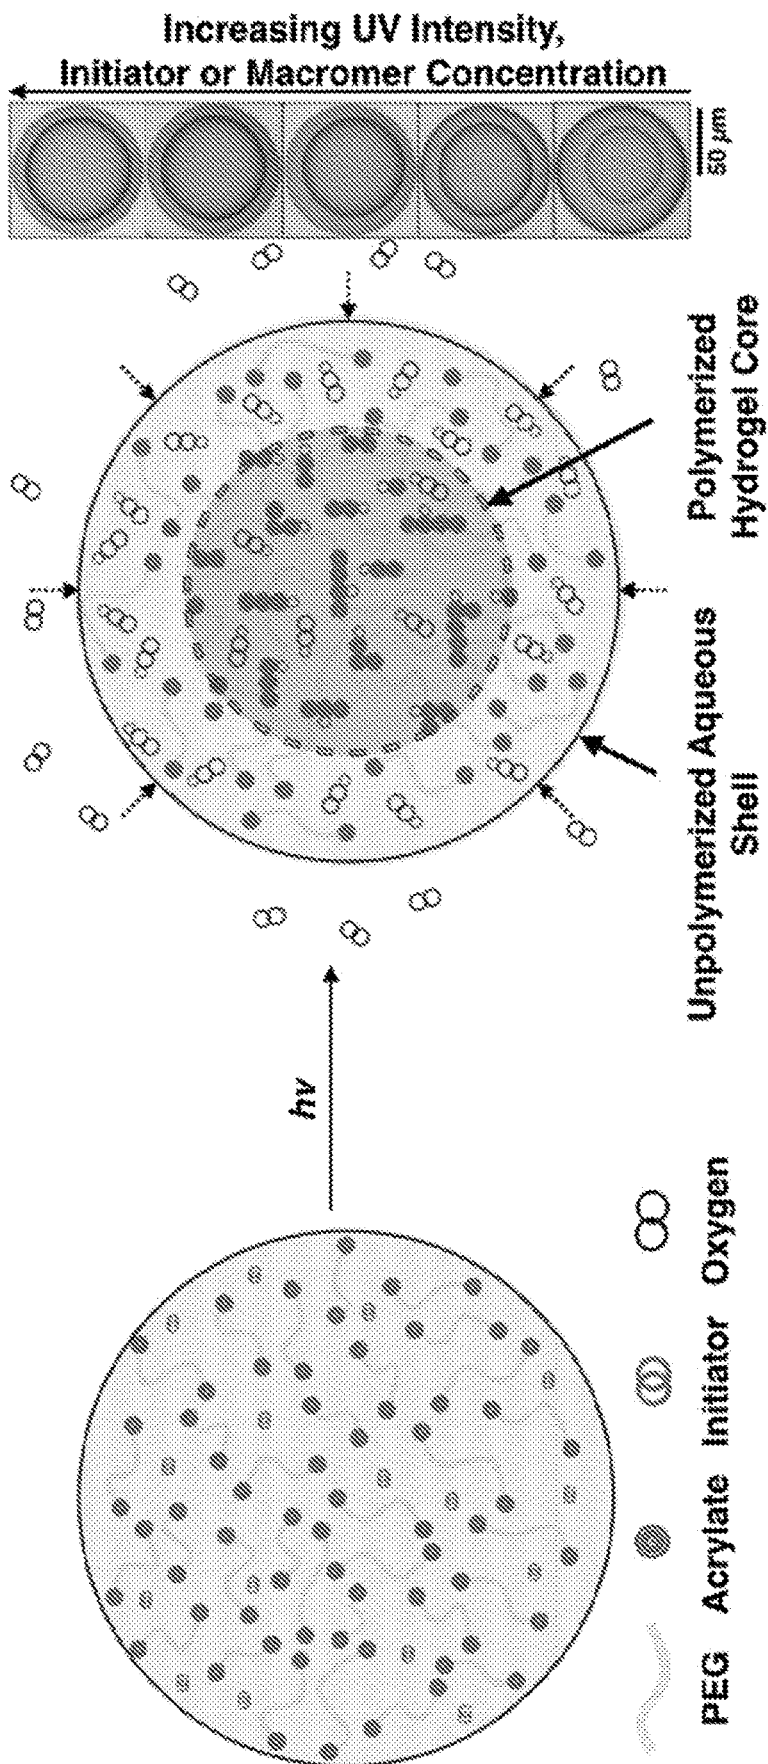 Increasing UV Intensity,
Initiator or Macromer Concentration
50 μm
hν
Polymerized
Hydrogel Core
Unpolymerized Aqueous
Shell
PEG
Acrylate
Initiator
Oxygen